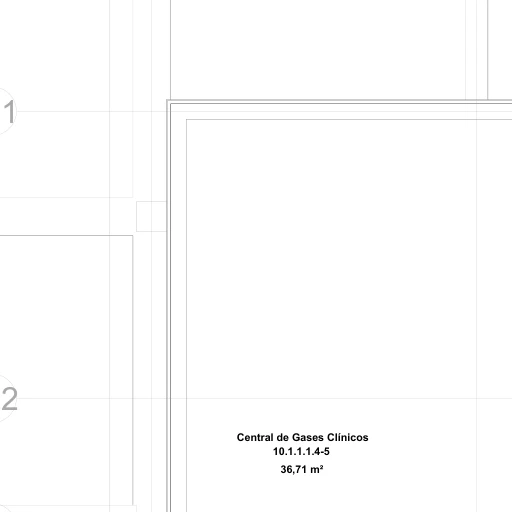 1
2
Central de Gases Clínicos
10.1.1.1.4-5
36,71 m²